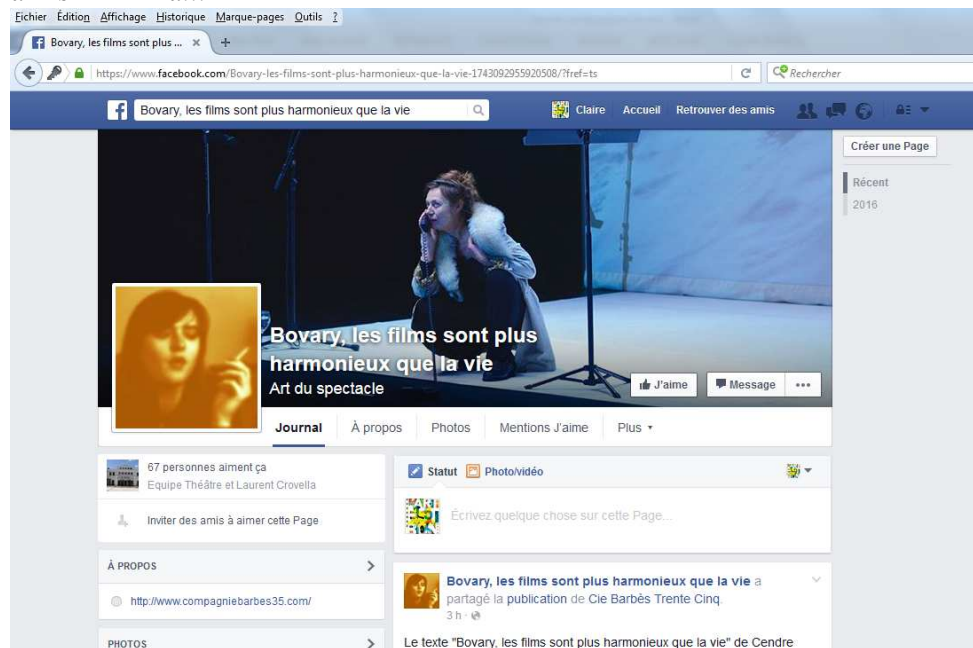 Fichier Édition Affichage Historique Marque-pages Outils ?
Bovary, les films sont plus ... × +
https://www.facebook.com/Bovary-les-films-sont-plus-harmonieux-que-la-vie-1743092955920508/?fref=ts
Rechercher
Bovary, les films sont plus harmonieux que la vie
Claire Accueil Retrouver des amis
Créer une Page
Récent
2016
Bovary, les films sont plus
harmonieux que la vie
Art du spectacle
J'aime Message ...
Journal À propos Photos Mentions J'aime Plus
67 personnes aiment ça
Equipe Théâtre et Laurent Crovella
Inviter des amis à aimer cette Page
À PROPOS
http://www.compagniebarbes35.com/
PHOTOS
Statut Photo/vidéo
Écrivez quelque chose sur cette Page...
Bovary, les films sont plus harmonieux que la vie a
partagé la publication de Cie Barbès Trente Cinq.
3 h ·
Le texte "Bovary, les films sont plus harmonieux que la vie" de Cendre